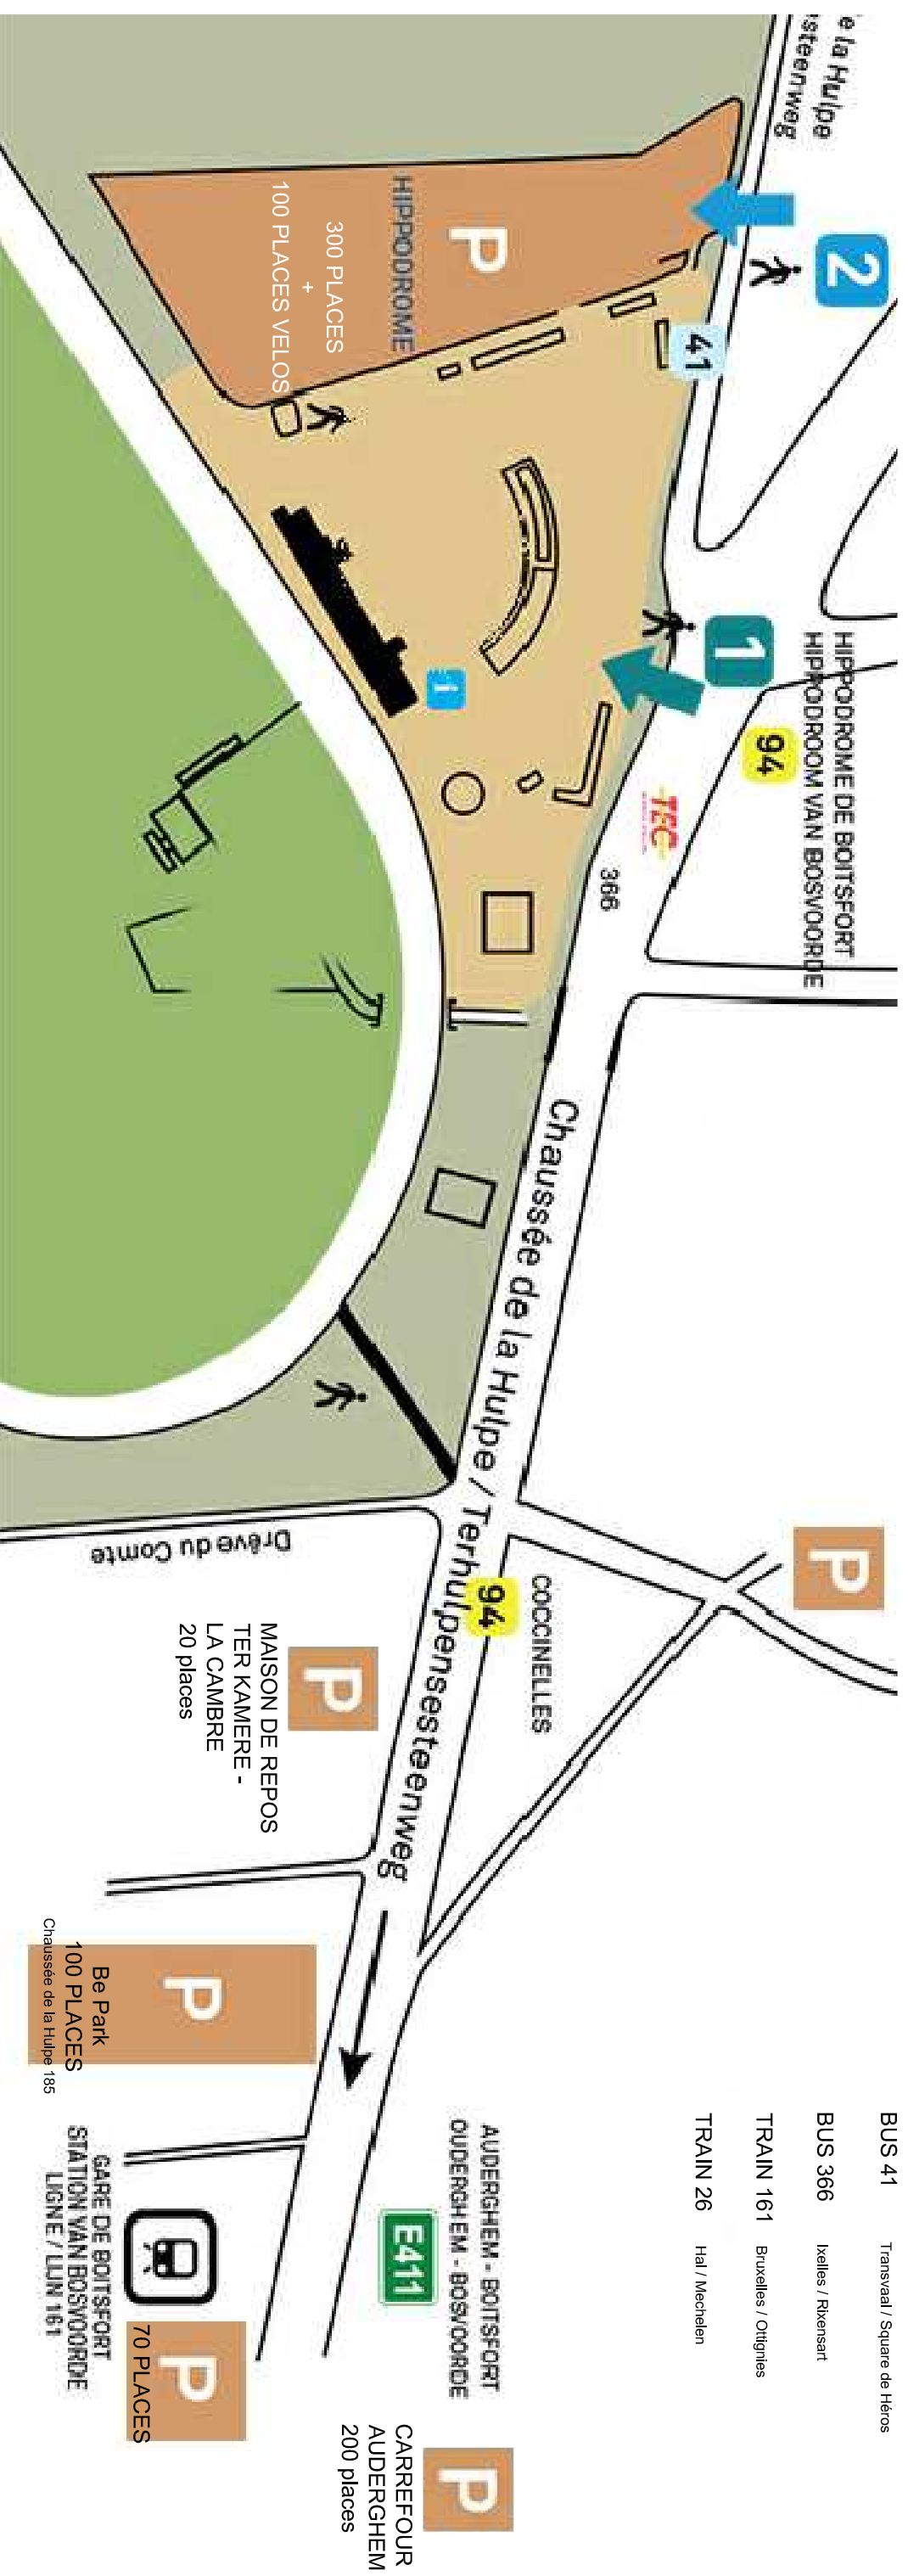 e la Hulpe
steenweg
2
41
P
HIPPODROME
300 PLACES
+
100 PLACES VELOS
1
i
HIPPODROME DE BOITSFORT
HIPPODROOM VAN BOSVOORDE
94
TEC
366
Chaussée de la Hulpe / Terhulpensesteenweg
Drève du Comte
P
COCCINELLES
94
P
MAISON DE REPOS
TER KAMERE -
LA CAMBRE
20 places
P
Be Park
100 PLACES
Chaussée de la Hulpe 185
BUS 41 Transvaal / Square de Héros
BUS 366 Ixelles / Rixensart
TRAIN 161 Bruxelles / Ottignies
TRAIN 26 Hal / Mechelen
AUDERGHEM - BOITSFORT
OUDERGHEM - BOSVOORDE
E411
GARE DE BOITSFORT
STATION VAN BOSVOORDE
LIGNE / LIJN 161
P
70 PLACES
P
CARREFOUR
AUDERGHEM
200 places